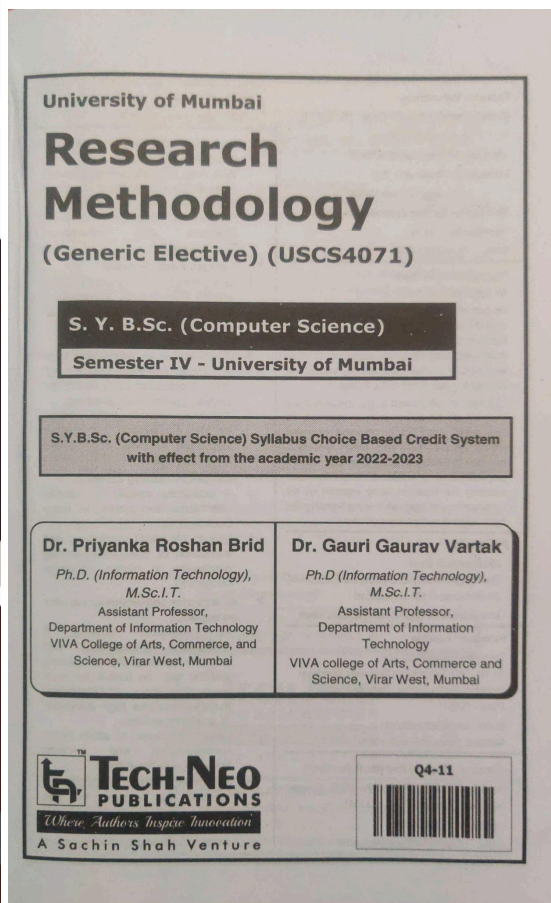 University of Mumbai
Research
Methodology
(Generic Elective) (USCS4071)
S. Y. B.Sc. (Computer Science)
Semester IV - University of Mumbai
S.Y.B.Sc. (Computer Science) Syllabus Choice Based Credit System
with effect from the academic year 2022-2023
Dr. Priyanka Roshan Brid
Ph.D. (Information Technology),
M.Sc.I.T.
Assistant Professor,
Department of Information Technology
VIVA College of Arts, Commerce, and
Science, Virar West, Mumbai
Dr. Gauri Gaurav Vartak
Ph.D (Information Technology),
M.Sc.I.T.
Assistant Professor,
Departmemt of Information
Technology
VIVA college of Arts, Commerce and
Science, Virar West, Mumbai
TM
TECH-NEO
PUBLICATIONS
Where Authors Inspire Innovation
A Sachin Shah Venture
Q4-11